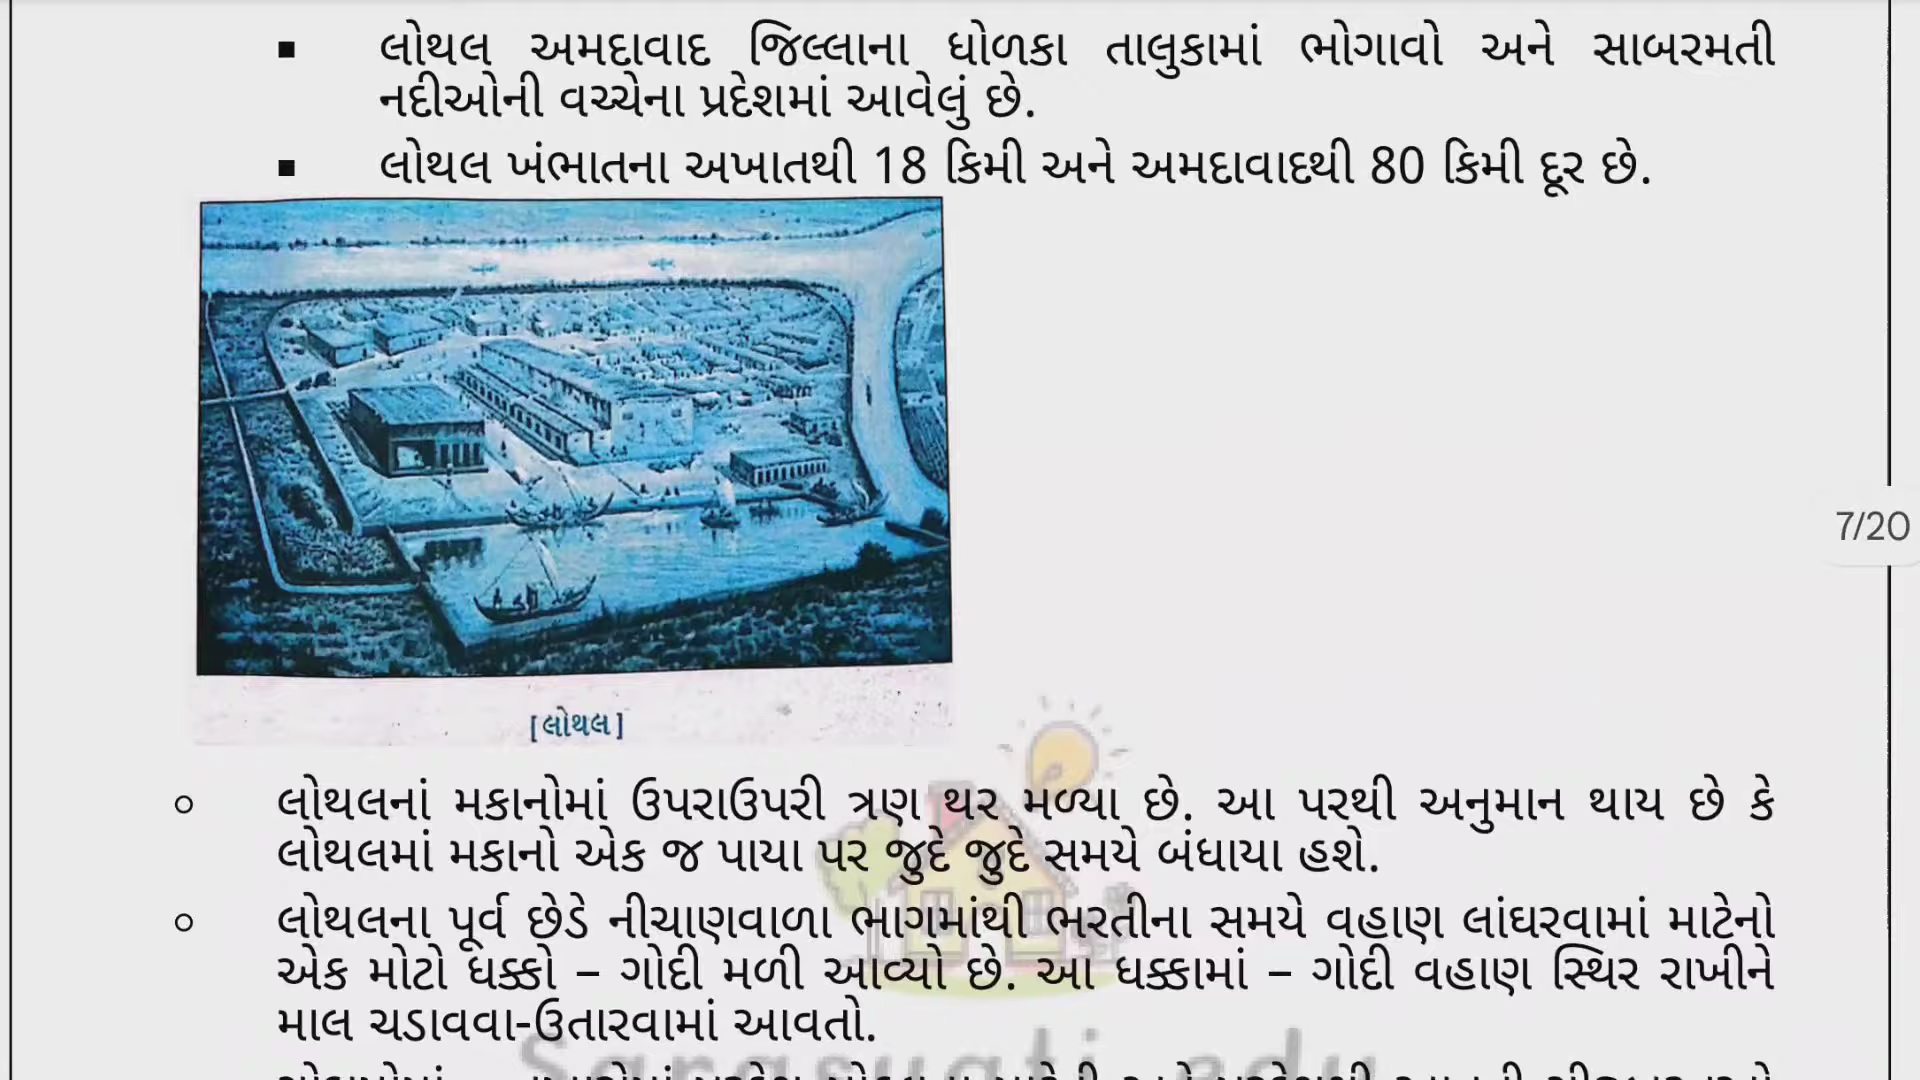 ▪ લોથલ અમદાવાદ જિલ્લાના ધોળકા તાલુકામાં ભોગાવો અને સાબરમતી
નદીઓની વચ્ચેના પ્રદેશમાં આવેલું છે.
▪ લોથલ ખંભાતના અખાતથી 18 કિમી અને અમદાવાદથી 80 કિમી દૂર છે.
7/20
[લોથલ]
○ લોથલનાં મકાનોમાં ઉપરાઉપરી ત્રણ થર મળ્યા છે. આ પરથી અનુમાન થાય છે કે
લોથલમાં મકાનો એક જ પાયા પર જુદે જુદે સમયે બંધાયા હશે.
○ લોથલના પૂર્વ છેડે નીચાણવાળા ભાગમાંથી ભરતીના સમયે વહાણ લાંઘરવામાં માટેનો
એક મોટો ધક્કો – ગોદી મળી આવ્યો છે. આ ધક્કામાં – ગોદી વહાણ સ્થિર રાખીને
માલ ચડાવવા-ઉતારવામાં આવતો.